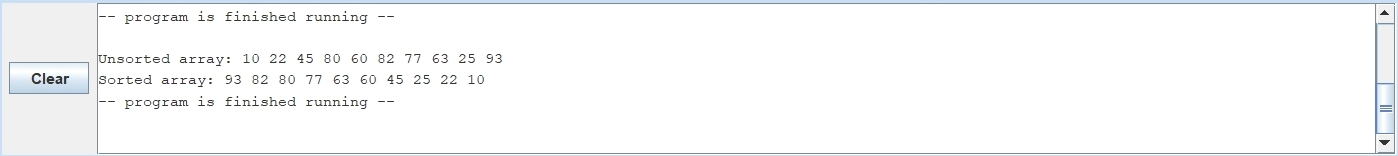 -- program is finished running --
Unsorted array: 10 22 45 80 60 82 77 63 25 93
Clear
Sorted array: 93 82 80 77 63 60 45 25 22 10
-- program is finished running --